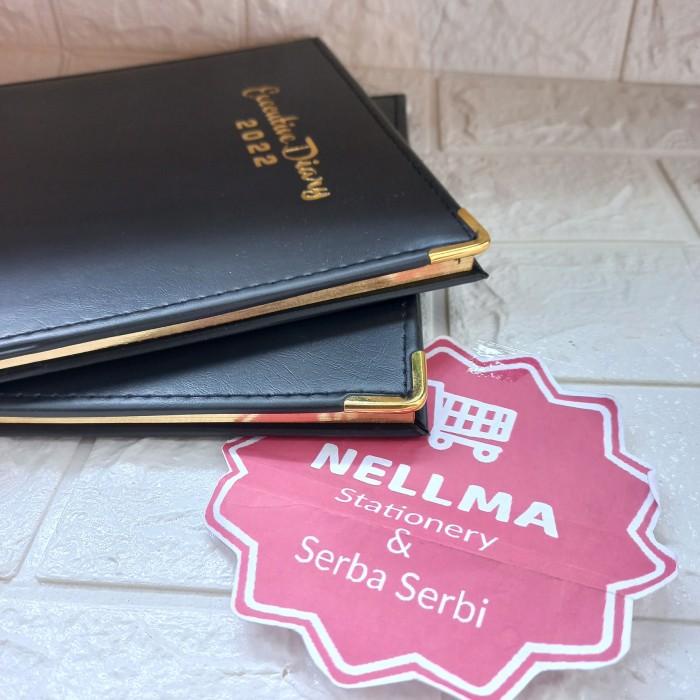 Executive Diary
2022
NELLMA
Stationery
&
Serba Serbi